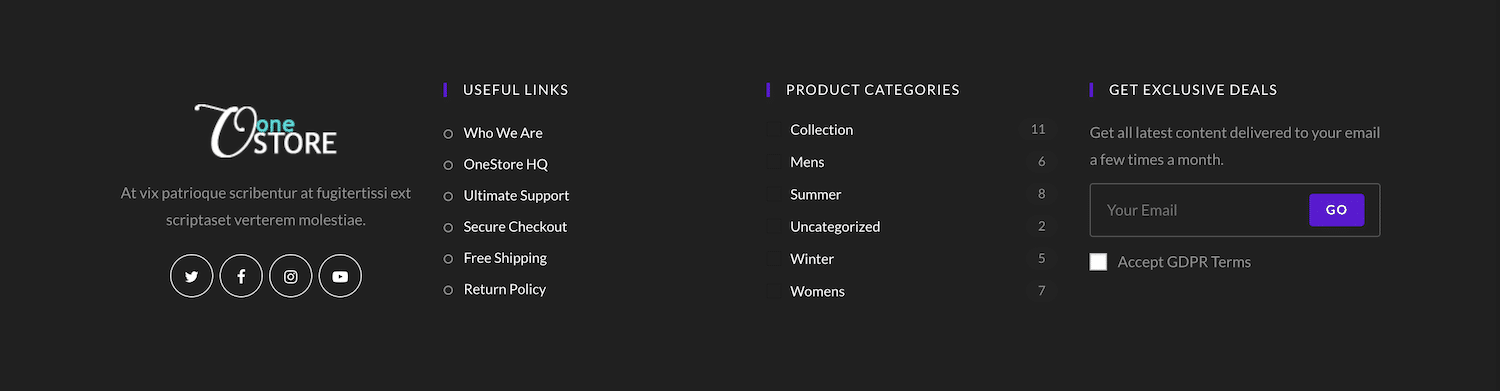 one
STORE
At vix patrioque scribentur at fugitertissi ext
scriptaset verterem molestiae.
USEFUL LINKS
Who We Are
OneStore HQ
Ultimate Support
Secure Checkout
Free Shipping
Return Policy
PRODUCT CATEGORIES
Collection 11
Mens 6
Summer 8
Uncategorized 2
Winter 5
Womens 7
GET EXCLUSIVE DEALS
Get all latest content delivered to your email
a few times a month.
Your Email GO
Accept GDPR Terms